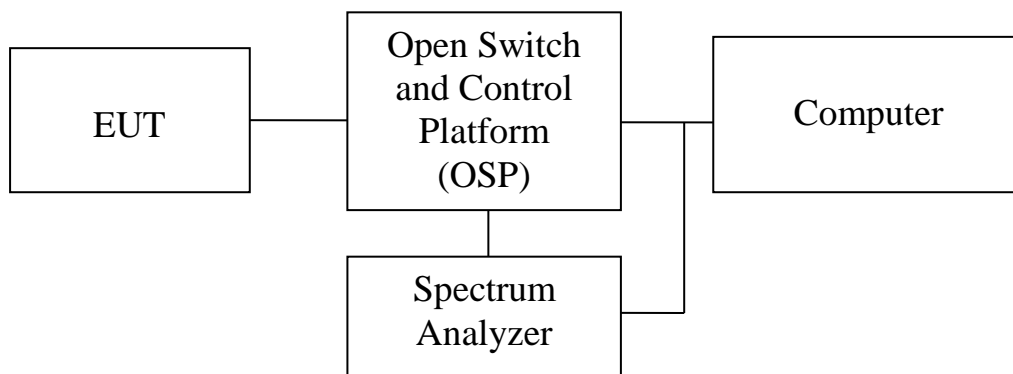 EUT
Open Switch
and Control
Platform
(OSP)
Computer
Spectrum
Analyzer